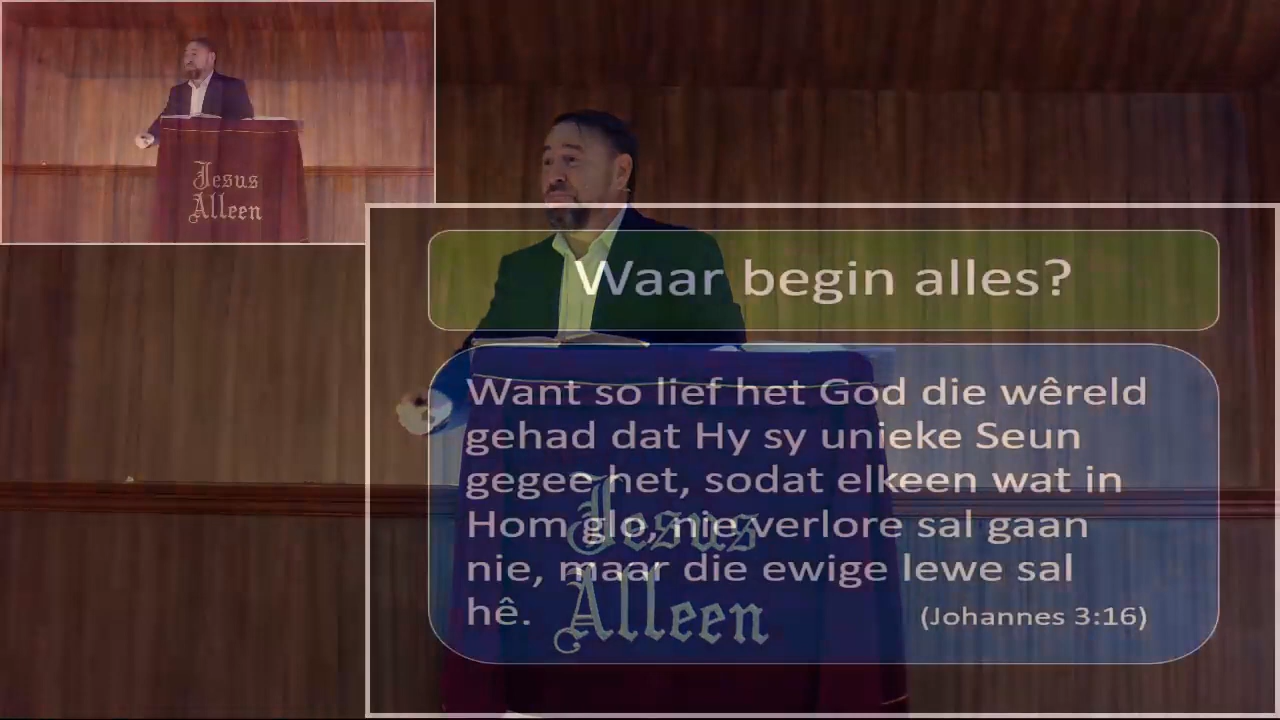 Jesus
Alleen
Waar begin alles?
Want so lief het God die wêreld
gehad dat Hy sy unieke Seun
gegee het, sodat elkeen wat in
Hom glo, nie verlore sal gaan
nie, maar die ewige lewe sal
hê.
(Johannes 3:16)
Jesus
Alleen